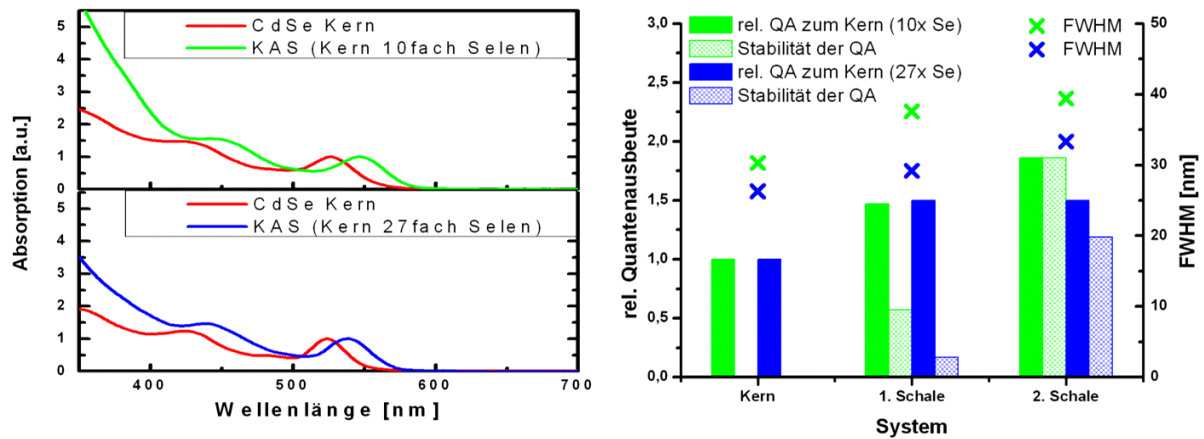 CdSe Kern
KAS (Kern 10fach Selen)
5
4
3
2
1
0
CdSe Kern
KAS (Kern 27fach Selen)
5
4
3
2
1
0
400 500 600 700
Absorption [a.u.]
Wellenlänge [nm]
rel. QA zum Kern (10x Se)
Stabilität der QA
rel. QA zum Kern (27x Se)
Stabilität der QA
FWHM
FWHM
3,0
2,5
2,0
1,5
1,0
0,5
0,0
rel. Quantenausbeute
50
40
30
20
10
0
FWHM [nm]
Kern 1. Schale 2. Schale
System